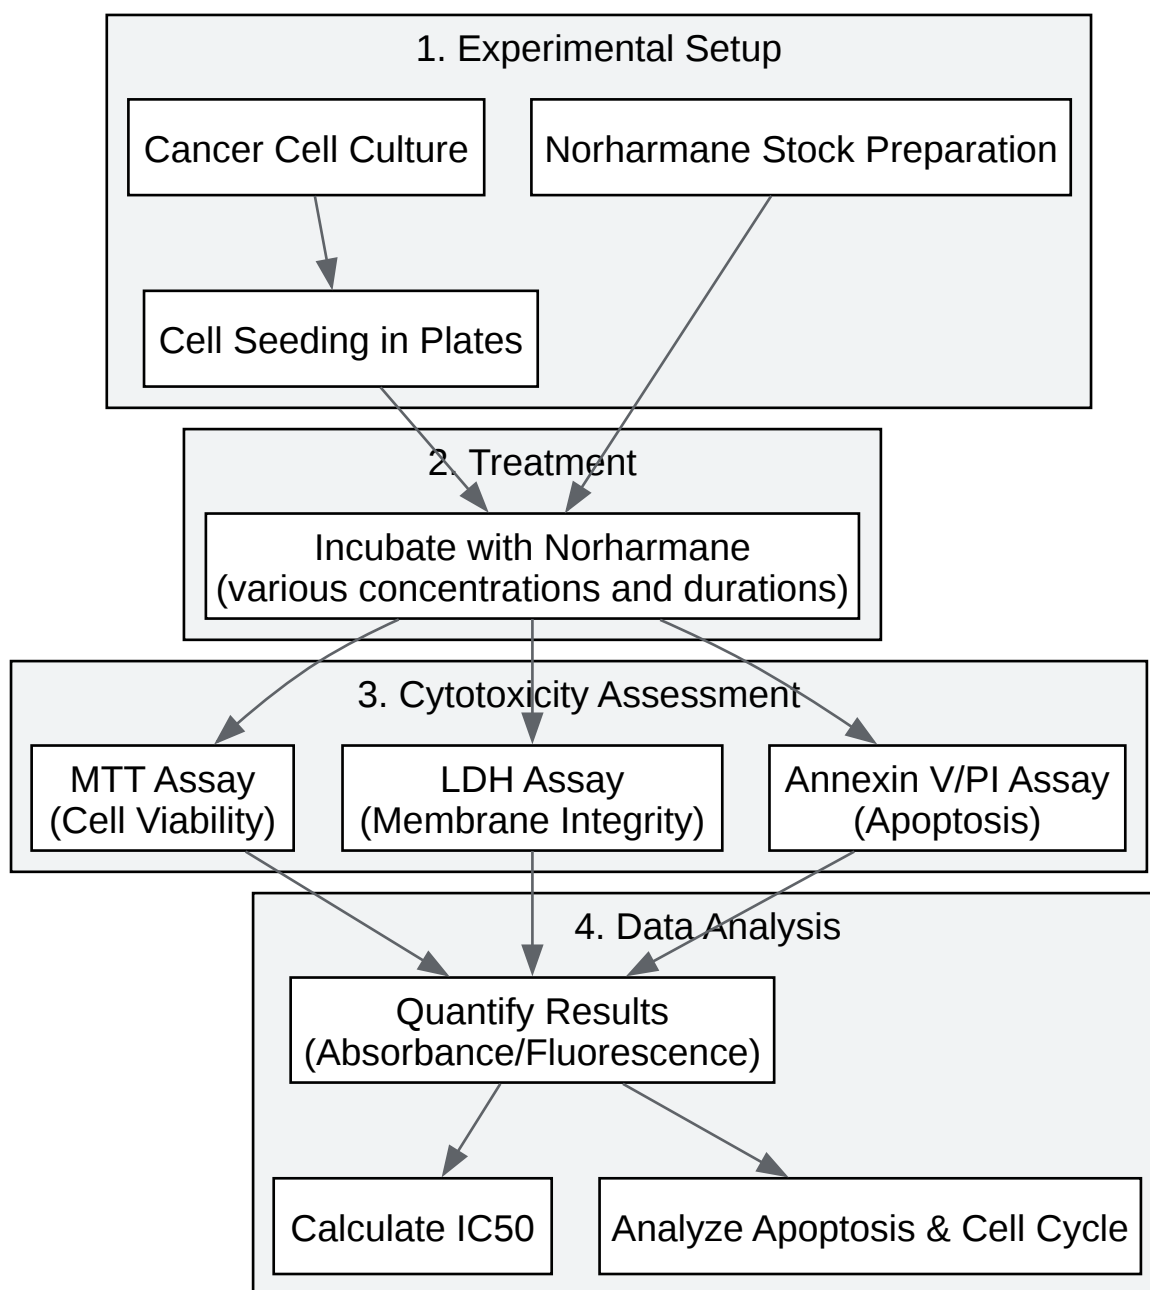 1. Experimental Setup
Cancer Cell Culture
Norharmane Stock Preparation
Cell Seeding in Plates
2. Treatment
Incubate with Norharmane
(various concentrations and durations)
3. Cytotoxicity Assessment
MTT Assay
(Cell Viability)
LDH Assay
(Membrane Integrity)
Annexin V/PI Assay
(Apoptosis)
4. Data Analysis
Quantify Results
(Absorbance/Fluorescence)
Calculate IC50
Analyze Apoptosis & Cell Cycle